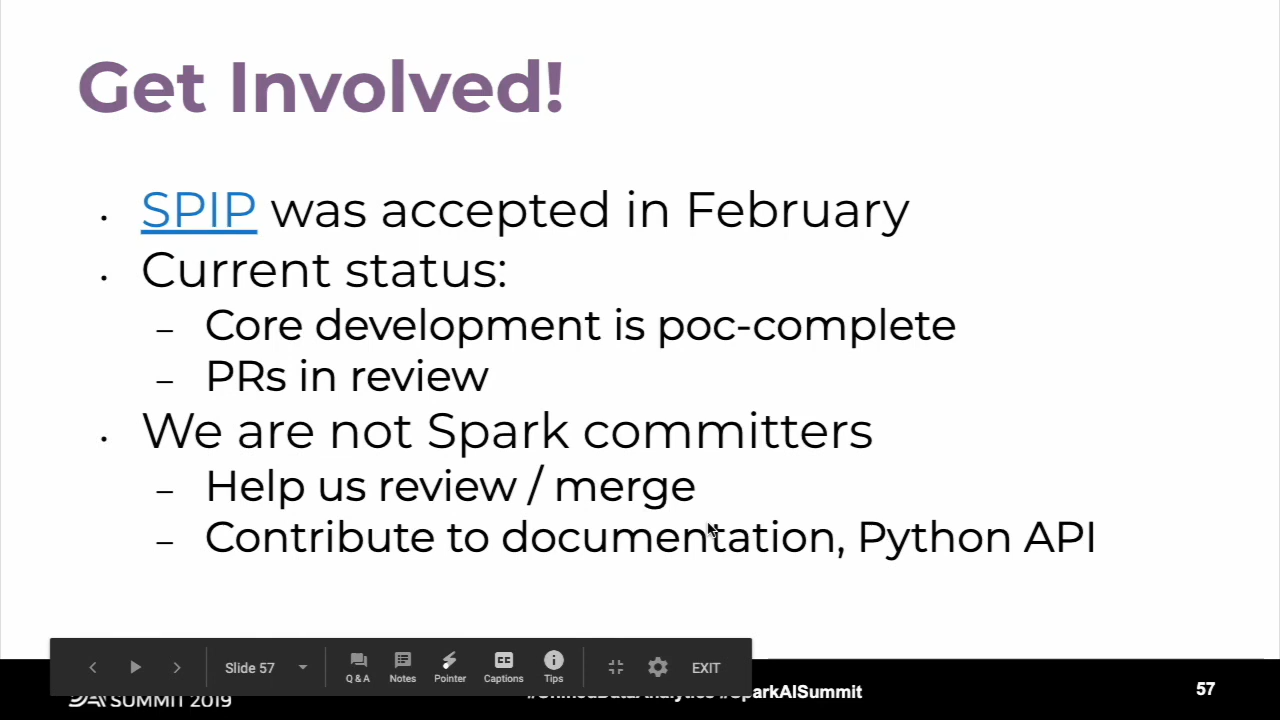 Get Involved!
· SPIP was accepted in February
· Current status:
– Core development is poc-complete
– PRs in review
· We are not Spark committers
– Help us review / merge
– Contribute to documentation, Python API
Slide 57
Q & A Notes Pointer Captions Tips EXIT
SUMMIT 2019 #UnifiedDataAnalytics #SparkAISummit 57